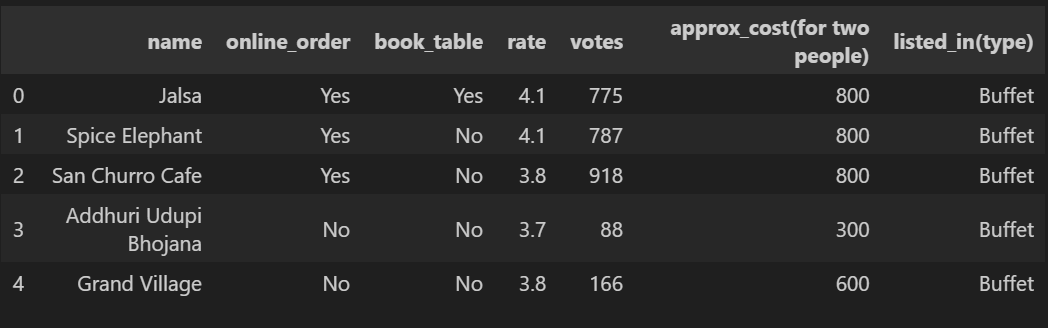 name online_order book_table rate votes approx_cost(for two people) listed_in(type)
0 Jalsa Yes Yes 4.1 775 800 Buffet
1 Spice Elephant Yes No 4.1 787 800 Buffet
2 San Churro Cafe Yes No 3.8 918 800 Buffet
3 Addhuri Udupi Bhojana No No 3.7 88 300 Buffet
4 Grand Village No No 3.8 166 600 Buffet